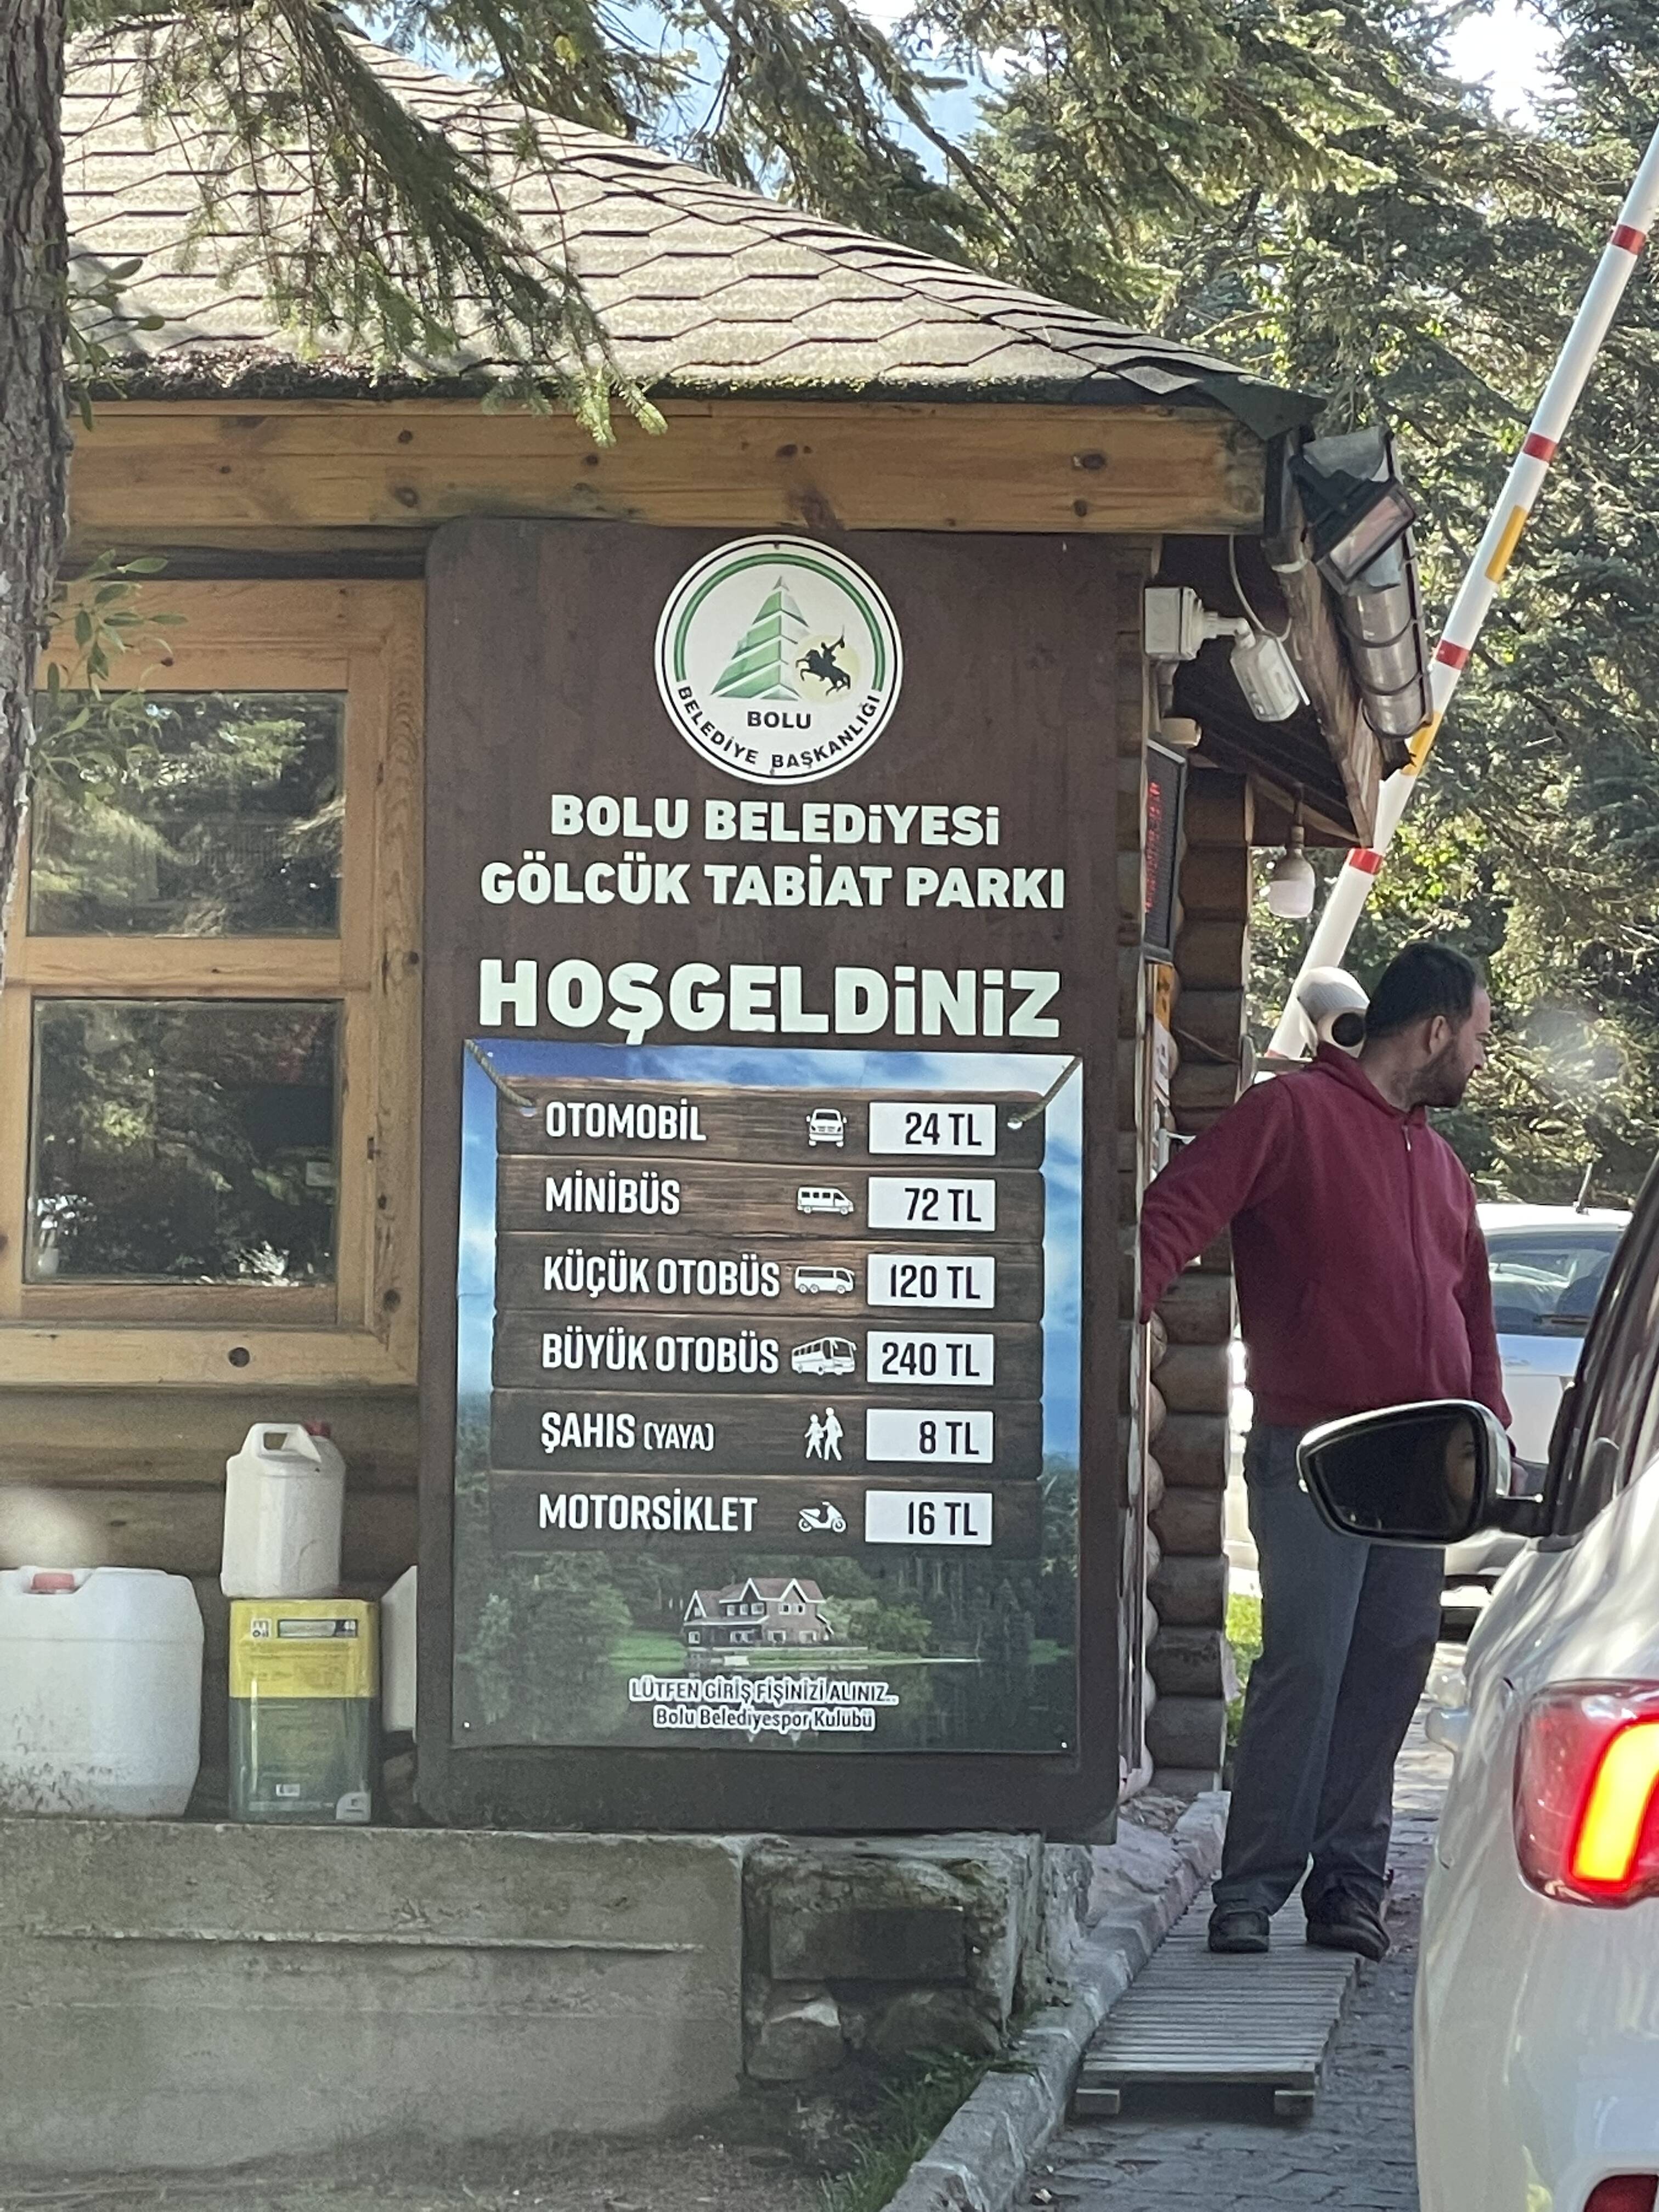 BOLU
BELEDİYE BAŞKANLIĞI
BOLU BELEDİYESİ
GÖLCÜK TABİAT PARKI
HOŞGELDİNİZ
OTOMOBİL 24 TL
MİNİBÜS 72 TL
KÜÇÜK OTOBÜS 120 TL
BÜYÜK OTOBÜS 240 TL
ŞAHIS (YAYA) 8 TL
MOTORSİKLET 16 TL
LÜTFEN GİRİŞ FİŞİNİZİ ALINIZ..
Bolu Belediyespor Kulübü